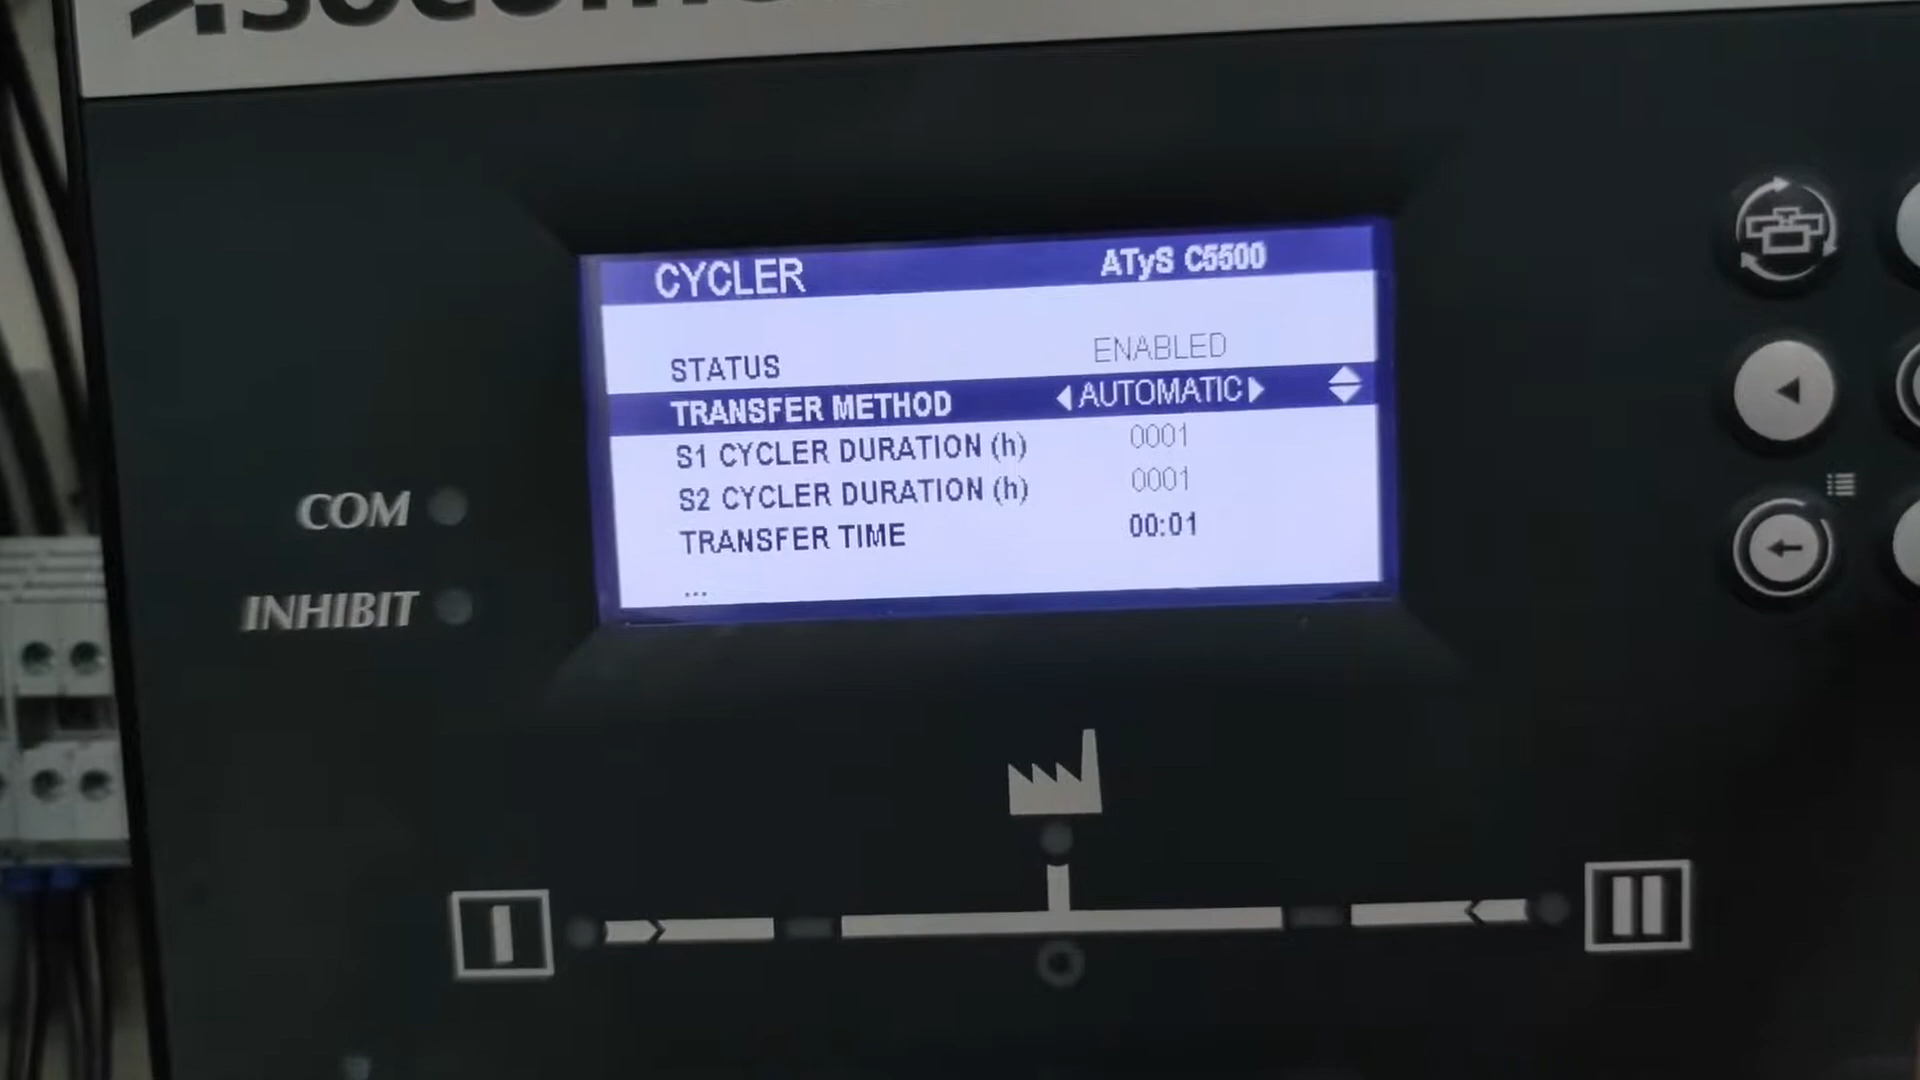 CYCLER ATyS C5500
STATUS ENABLED
TRANSFER METHOD AUTOMATIC
S1 CYCLER DURATION (h) 0001
S2 CYCLER DURATION (h) 0001
TRANSFER TIME 00:01
...
COM
INHIBIT
I II